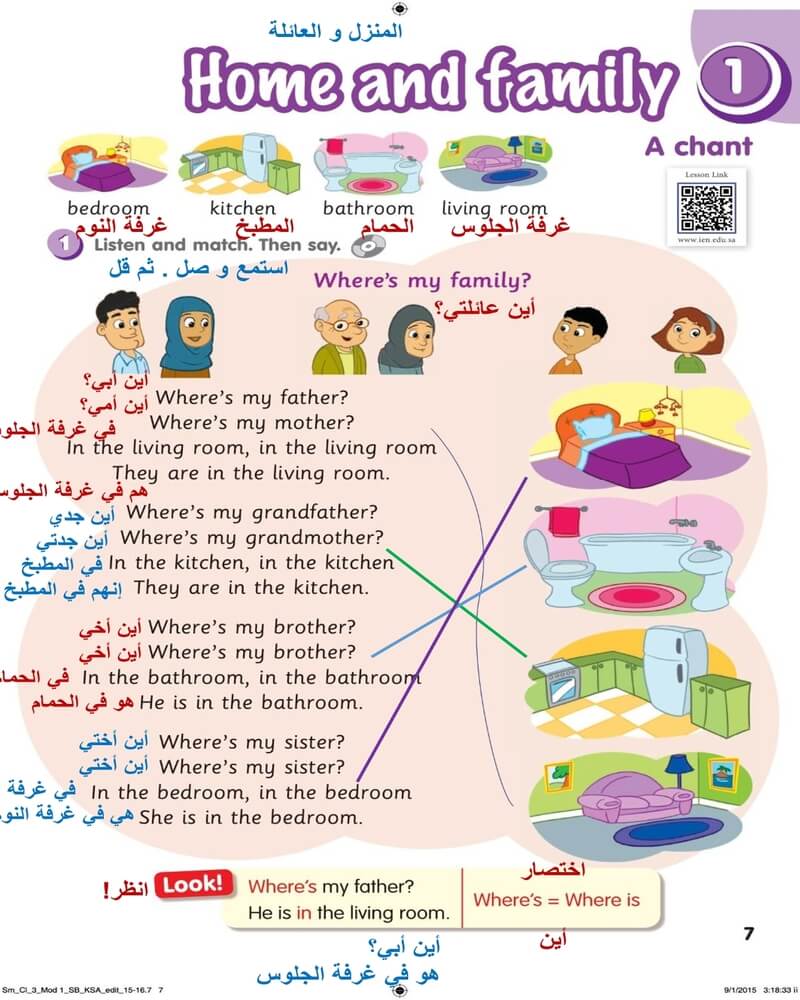 المنزل و العائلة
Home and family
1
A chant
Lesson Link
www.ien.edu.sa
bedroom kitchen bathroom living room
غرفة النوم المطبخ الحمام غرفة الجلوس
1 Listen and match. Then say.
استمع و صل . ثم قل
Where's my family?
أين عائلتي؟
أين أبي؟ Where's my father?
أين أمي؟ Where's my mother?
في غرفة الجلو In the living room, in the living room
They are in the living room.
هم في غرفة الجلوس
أين جدي Where's my grandfather?
أين جدتي Where's my grandmother?
في المطبخ In the kitchen, in the kitchen
إنهم في المطبخ They are in the kitchen.
أين أخي Where's my brother?
أين أخي Where's my brother?
في الحما In the bathroom, in the bathroom
هو في الحمام He is in the bathroom.
أين أختي Where's my sister?
أين أختي Where's my sister?
في غرفة In the bedroom, in the bedroom
هي في غرفة النو She is in the bedroom.
انظر! Look!
Where's my father?
He is in the living room.
اختصار
Where's = Where is
أين
أين أبي؟
هو في غرفة الجلوس
7
Sm_Cl_3_Mod 1_SB_KSA_edit_15-16.7 7
9/1/2015 3:18:33 ii